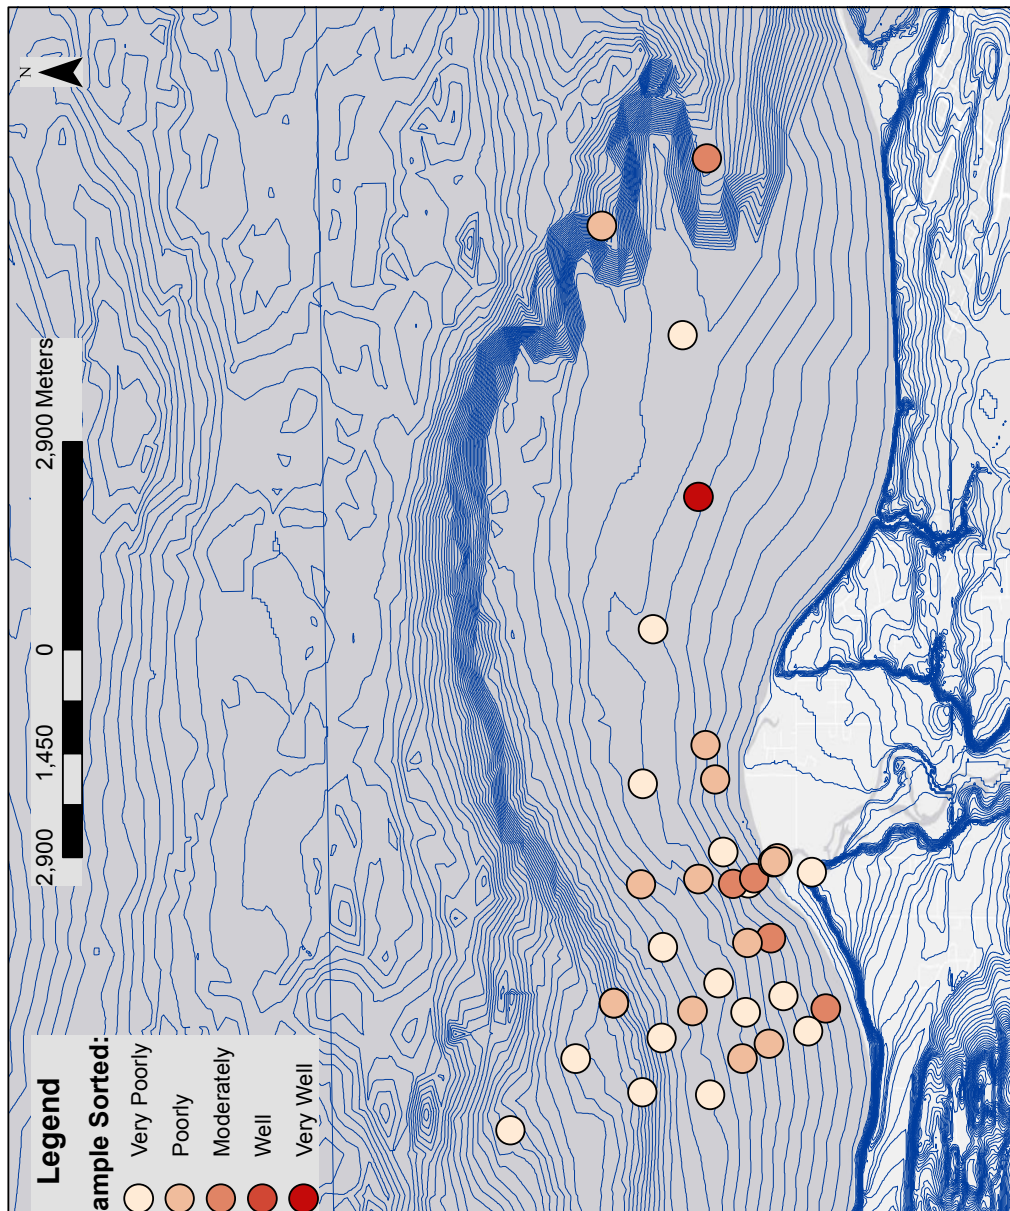 N
2,900 1,450 0 2,900 Meters
Legend
ample Sorted:
Very Poorly
Poorly
Moderately
Well
Very Well